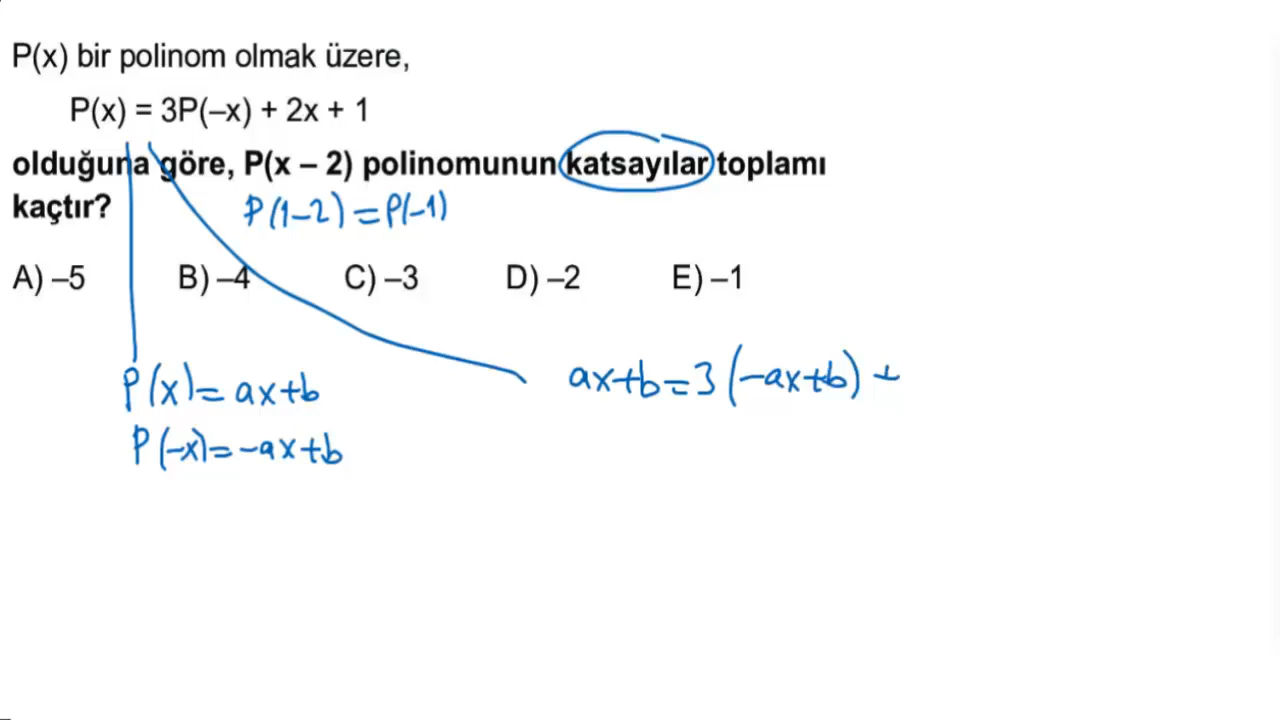 P(x) bir polinom olmak üzere,
P(x) = 3P(–x) + 2x + 1
olduğuna göre, P(x – 2) polinomunun katsayılar toplamı
kaçtır?
P(1-2) = P(-1)
A) –5 B) –4 C) –3 D) –2 E) –1
P(x) = ax+b
ax+b = 3(-ax+b) +
P(-x) = -ax+b